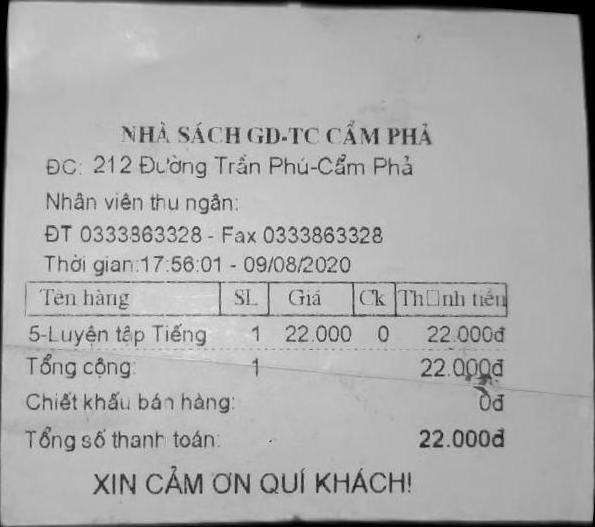 NHÀ SÁCH GD-TC CẨM PHẢ
ĐC: 212 Đường Trần Phú-Cẩm Phả
Nhân viên thu ngân:
ĐT 0333863328 - Fax 0333863328
Thời gian:17:56:01 - 09/08/2020
Tên hàng SL Giá Ck Th□nh tiền
5-Luyện tập Tiếng 1 22.000 0 22.000đ
Tổng cộng: 1 22.000đ
Chiết khấu bán hàng: 0đ
Tổng số thanh toán: 22.000đ
XIN CẢM ƠN QUÍ KHÁCH!